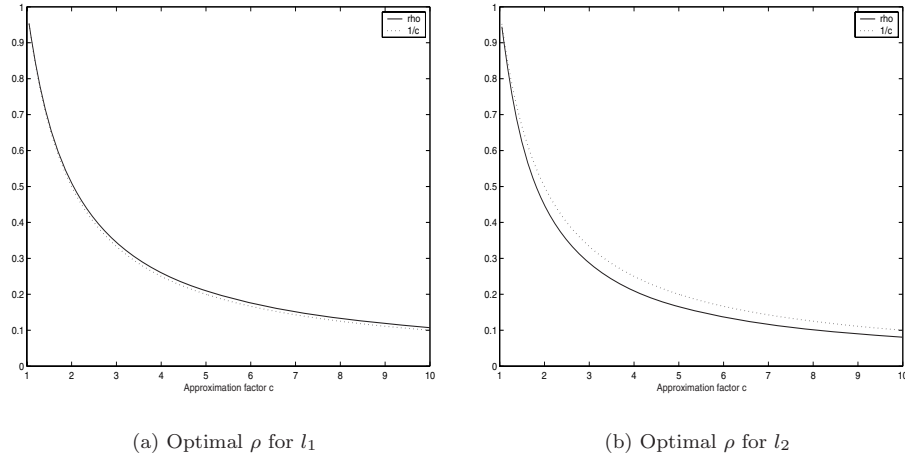 1
0.9
0.8
0.7
0.6
0.5
0.4
0.3
0.2
0.1
0
1 2 3 4 5 6 7 8 9 10
Approximation factor c
rho
1/c
(a) Optimal ρ for l₁
1
0.9
0.8
0.7
0.6
0.5
0.4
0.3
0.2
0.1
0
1 2 3 4 5 6 7 8 9 10
Approximation factor c
rho
1/c
(b) Optimal ρ for l₂